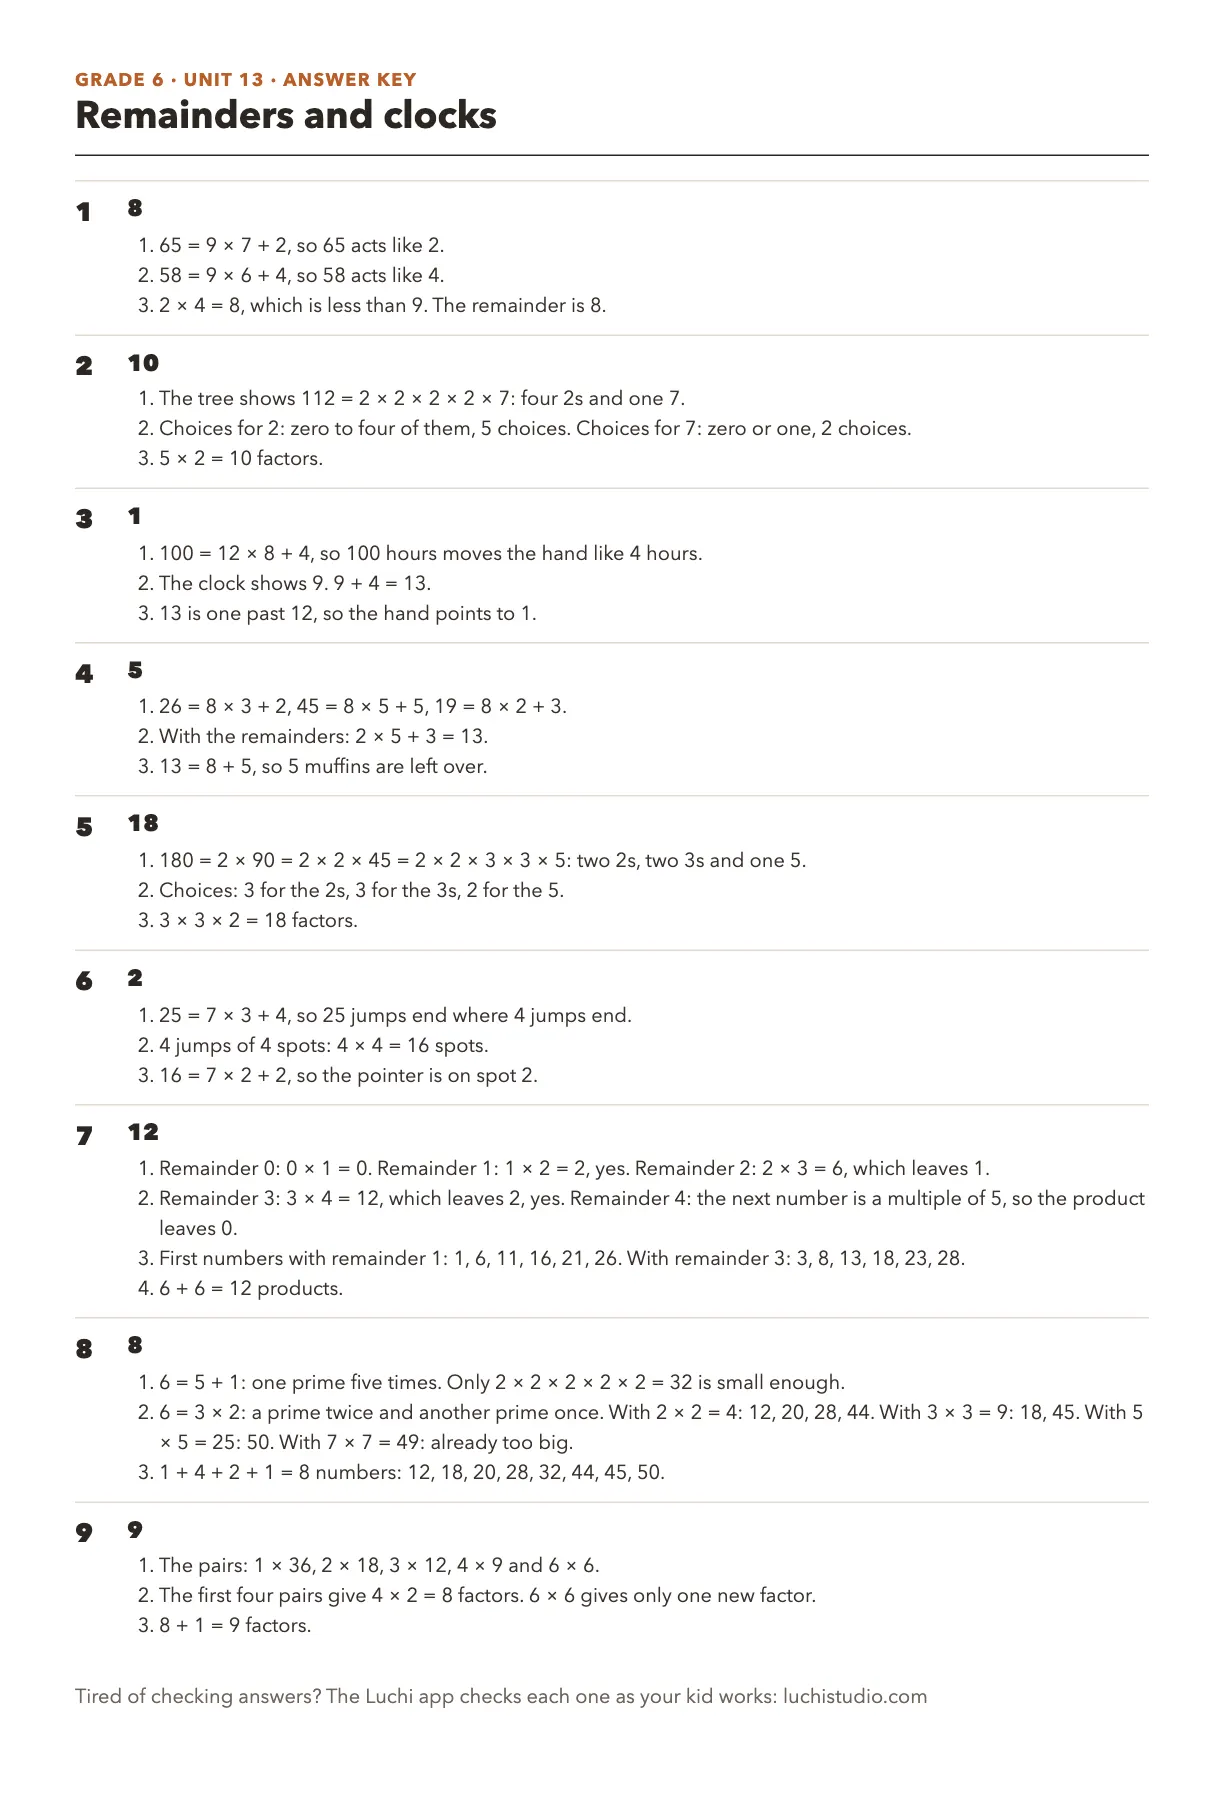 GRADE 6 · UNIT 13 · ANSWER KEY
Remainders and clocks
1 8
1. 65 = 9 × 7 + 2, so 65 acts like 2.
2. 58 = 9 × 6 + 4, so 58 acts like 4.
3. 2 × 4 = 8, which is less than 9. The remainder is 8.
2 10
1. The tree shows 112 = 2 × 2 × 2 × 2 × 7: four 2s and one 7.
2. Choices for 2: zero to four of them, 5 choices. Choices for 7: zero or one, 2 choices.
3. 5 × 2 = 10 factors.
3 1
1. 100 = 12 × 8 + 4, so 100 hours moves the hand like 4 hours.
2. The clock shows 9. 9 + 4 = 13.
3. 13 is one past 12, so the hand points to 1.
4 5
1. 26 = 8 × 3 + 2, 45 = 8 × 5 + 5, 19 = 8 × 2 + 3.
2. With the remainders: 2 × 5 + 3 = 13.
3. 13 = 8 + 5, so 5 muffins are left over.
5 18
1. 180 = 2 × 90 = 2 × 2 × 45 = 2 × 2 × 3 × 3 × 5: two 2s, two 3s and one 5.
2. Choices: 3 for the 2s, 3 for the 3s, 2 for the 5.
3. 3 × 3 × 2 = 18 factors.
6 2
1. 25 = 7 × 3 + 4, so 25 jumps end where 4 jumps end.
2. 4 jumps of 4 spots: 4 × 4 = 16 spots.
3. 16 = 7 × 2 + 2, so the pointer is on spot 2.
7 12
1. Remainder 0: 0 × 1 = 0. Remainder 1: 1 × 2 = 2, yes. Remainder 2: 2 × 3 = 6, which leaves 1.
2. Remainder 3: 3 × 4 = 12, which leaves 2, yes. Remainder 4: the next number is a multiple of 5, so the product
leaves 0.
3. First numbers with remainder 1: 1, 6, 11, 16, 21, 26. With remainder 3: 3, 8, 13, 18, 23, 28.
4. 6 + 6 = 12 products.
8 8
1. 6 = 5 + 1: one prime five times. Only 2 × 2 × 2 × 2 × 2 = 32 is small enough.
2. 6 = 3 × 2: a prime twice and another prime once. With 2 × 2 = 4: 12, 20, 28, 44. With 3 × 3 = 9: 18, 45. With 5
× 5 = 25: 50. With 7 × 7 = 49: already too big.
3. 1 + 4 + 2 + 1 = 8 numbers: 12, 18, 20, 28, 32, 44, 45, 50.
9 9
1. The pairs: 1 × 36, 2 × 18, 3 × 12, 4 × 9 and 6 × 6.
2. The first four pairs give 4 × 2 = 8 factors. 6 × 6 gives only one new factor.
3. 8 + 1 = 9 factors.
Tired of checking answers? The Luchi app checks each one as your kid works: luchistudio.com